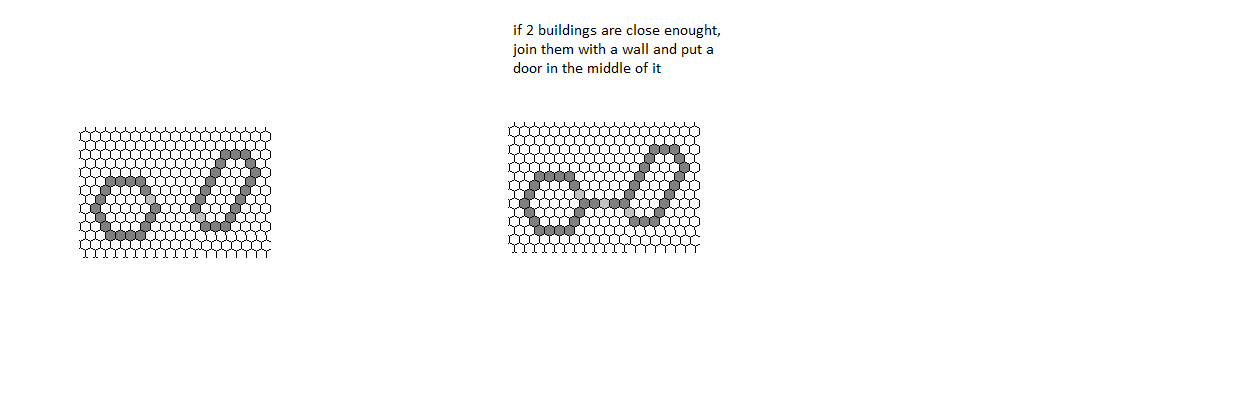 if 2 buildings are close enought,
join them with a wall and put a
door in the middle of it